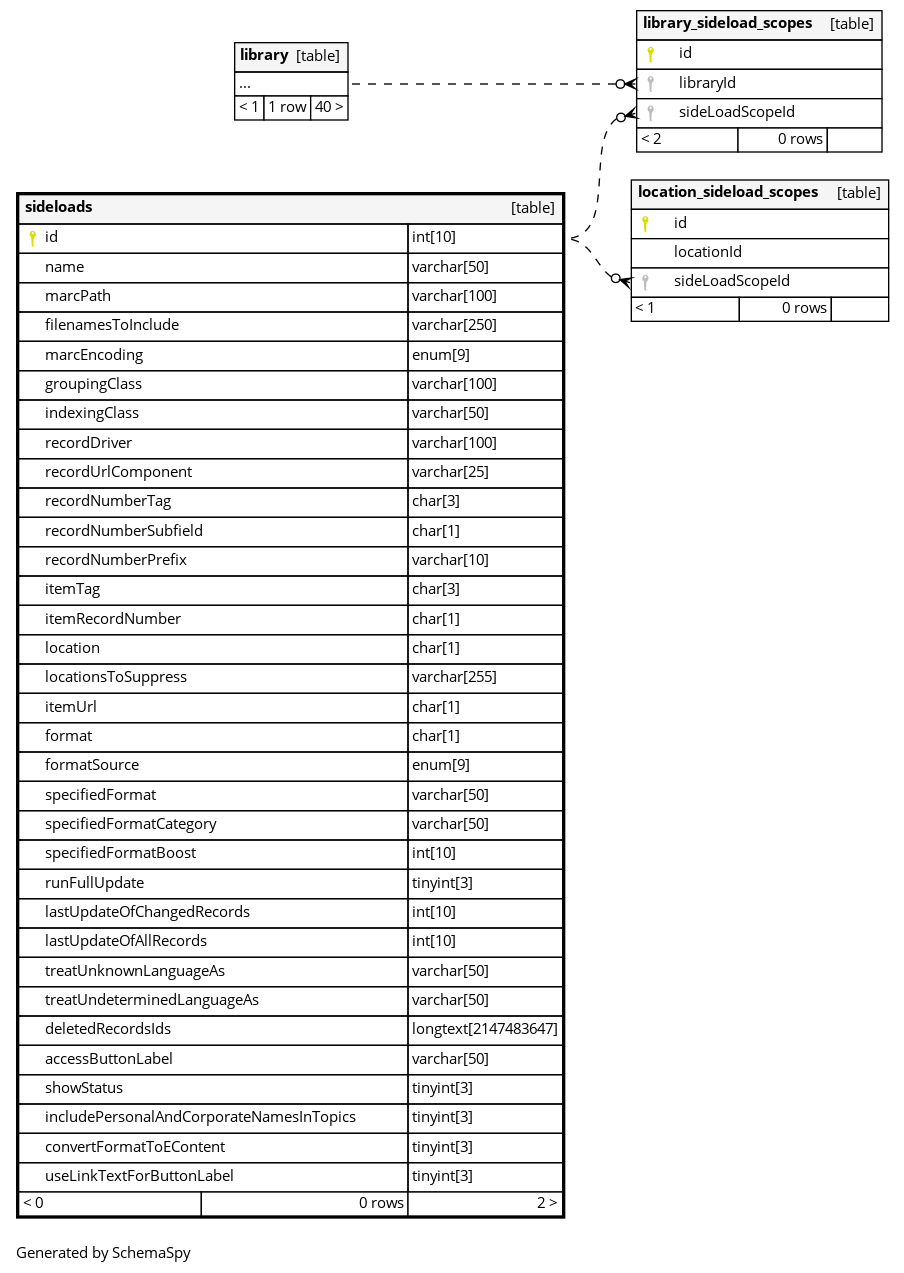 library [table]
...
< 1 1 row 40 >
library_sideload_scopes [table]
id
libraryId
sideLoadScopeId
< 2 0 rows
location_sideload_scopes [table]
id
locationId
sideLoadScopeId
< 1 0 rows
sideloads [table]
id int[10]
name varchar[50]
marcPath varchar[100]
filenamesToInclude varchar[250]
marcEncoding enum[9]
groupingClass varchar[100]
indexingClass varchar[50]
recordDriver varchar[100]
recordUrlComponent varchar[25]
recordNumberTag char[3]
recordNumberSubfield char[1]
recordNumberPrefix varchar[10]
itemTag char[3]
itemRecordNumber char[1]
location char[1]
locationsToSuppress varchar[255]
itemUrl char[1]
format char[1]
formatSource enum[9]
specifiedFormat varchar[50]
specifiedFormatCategory varchar[50]
specifiedFormatBoost int[10]
runFullUpdate tinyint[3]
lastUpdateOfChangedRecords int[10]
lastUpdateOfAllRecords int[10]
treatUnknownLanguageAs varchar[50]
treatUndeterminedLanguageAs varchar[50]
deletedRecordsIds longtext[2147483647]
accessButtonLabel varchar[50]
showStatus tinyint[3]
includePersonalAndCorporateNamesInTopics tinyint[3]
convertFormatToEContent tinyint[3]
useLinkTextForButtonLabel tinyint[3]
< 0 0 rows 2 >
Generated by SchemaSpy